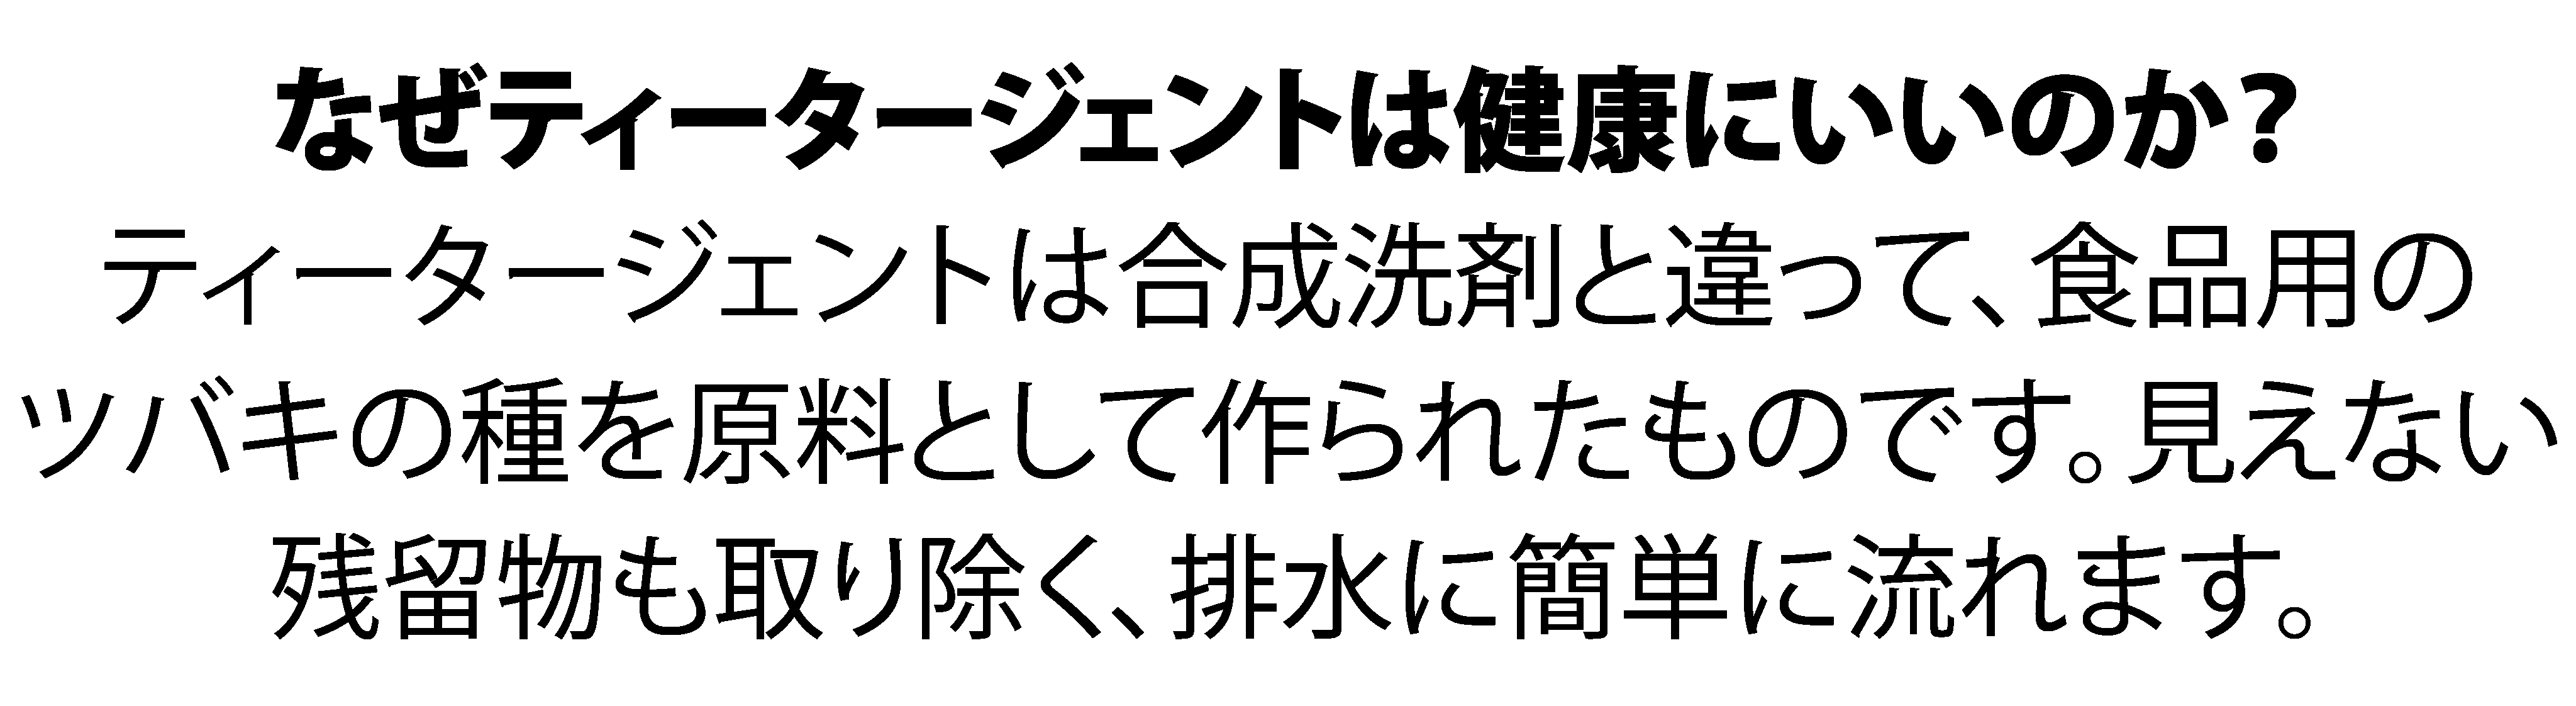 なぜティータージェントは健康にいいのか？
ティータージェントは合成洗剤と違って、食品用の
ツバキの種を原料として作られたものです。見えない
残留物も取り除く、排水に簡単に流れます。